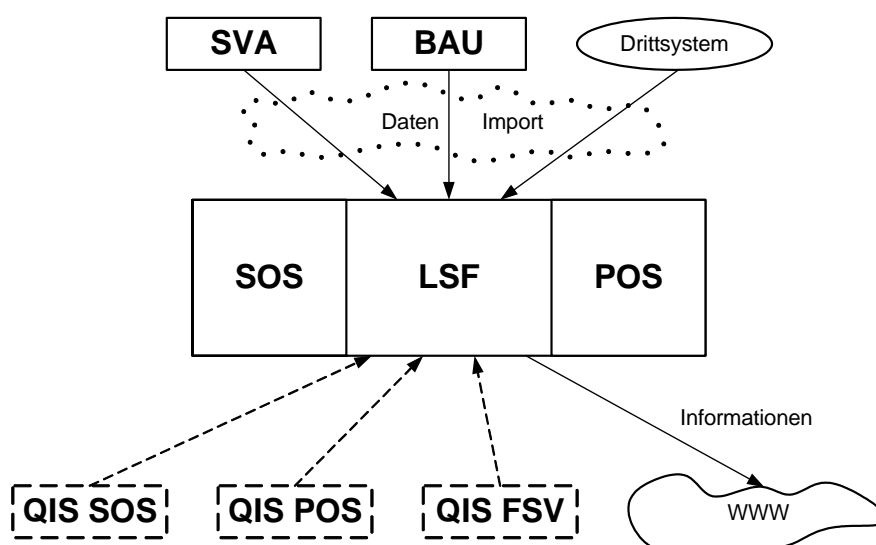 SVA
BAU
Drittsystem
Daten
Import
SOS
LSF
POS
Informationen
QIS SOS
QIS POS
QIS FSV
WWW